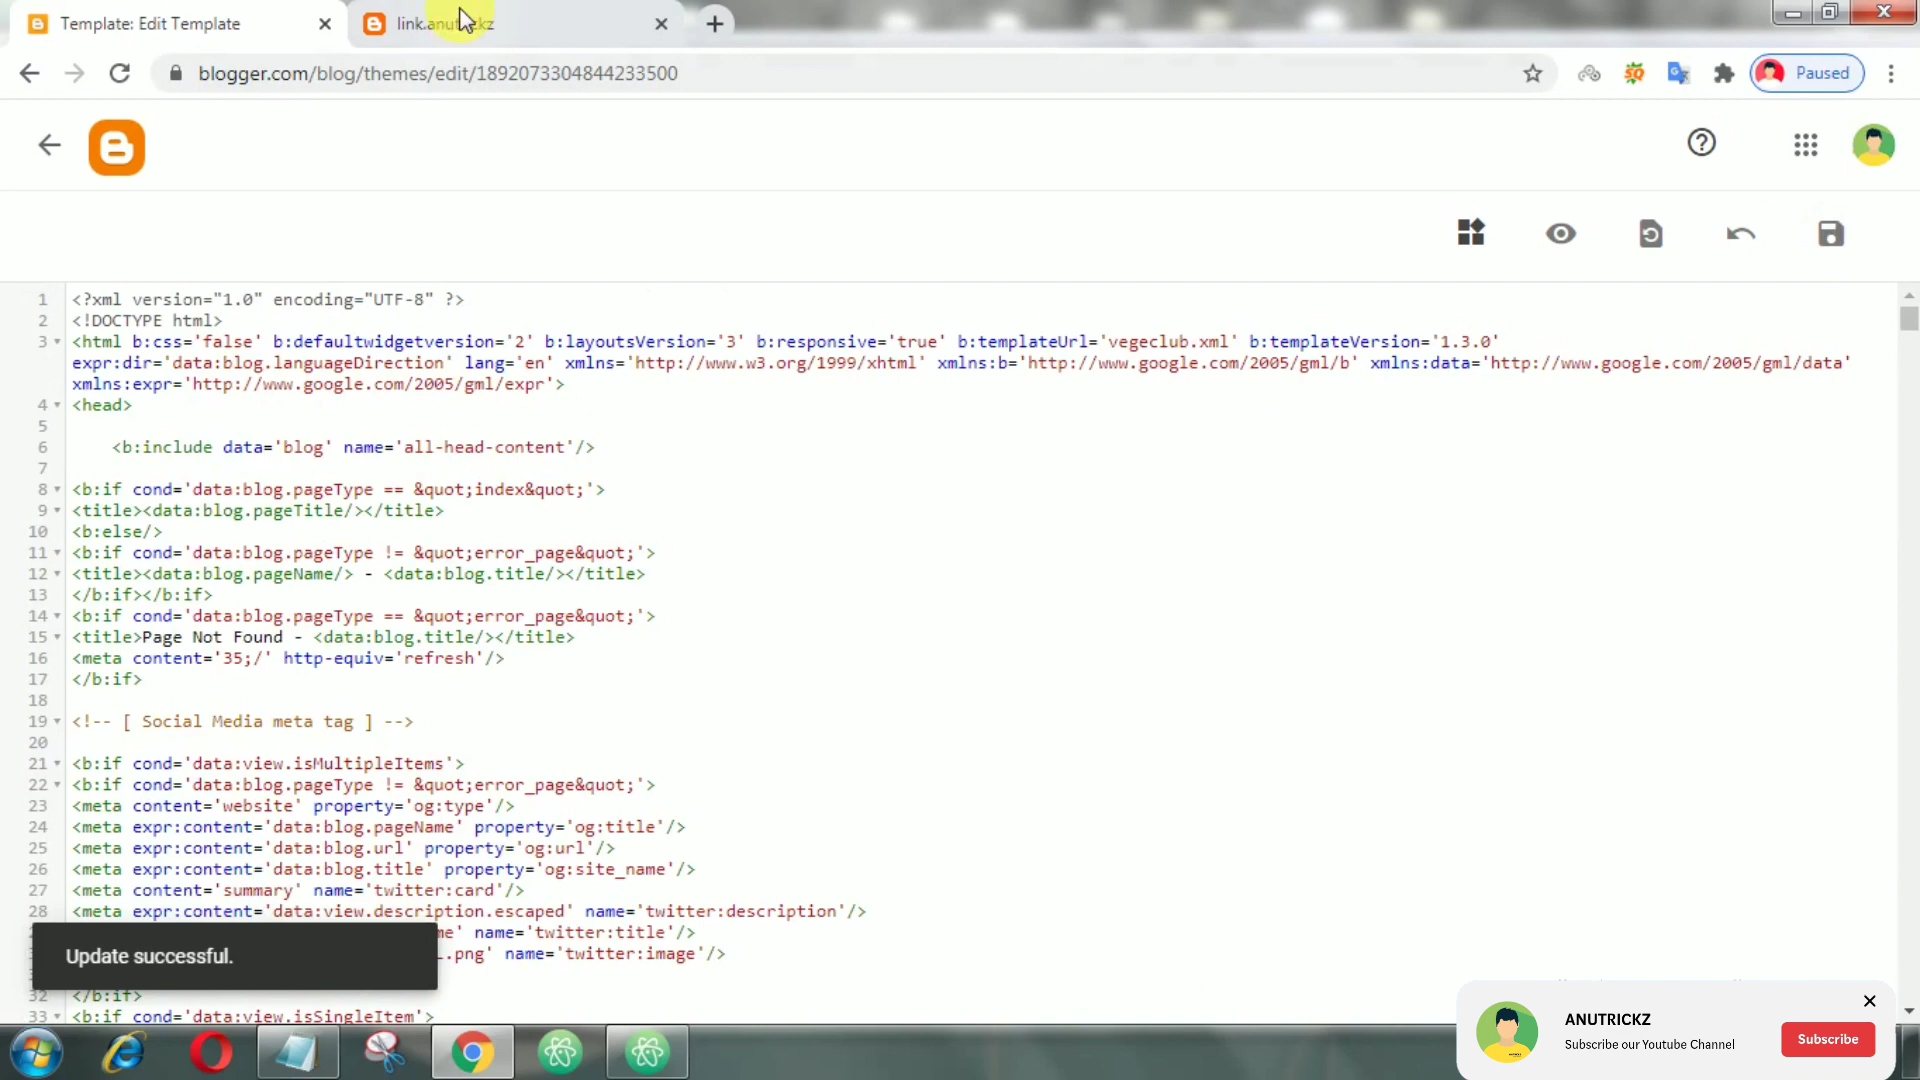 Template: Edit Template
link.anutrickz
blogger.com/blog/themes/edit/1892073304844233500
Paused
1 <?xml version="1.0" encoding="UTF-8" ?>
2 <!DOCTYPE html>
3 <html b:css='false' b:defaultwidgetversion='2' b:layoutsVersion='3' b:responsive='true' b:templateUrl='vegeclub.xml' b:templateVersion='1.3.0'
expr:dir='data:blog.languageDirection' lang='en' xmlns='http://www.w3.org/1999/xhtml' xmlns:b='http://www.google.com/2005/gml/b' xmlns:data='http://www.google.com/2005/gml/data'
xmlns:expr='http://www.google.com/2005/gml/expr'>
4 <head>
5
6 <b:include data='blog' name='all-head-content'/>
7
8 <b:if cond='data:blog.pageType == &quot;index&quot;'>
9 <title><data:blog.pageTitle/></title>
10 <b:else/>
11 <b:if cond='data:blog.pageType != &quot;error_page&quot;'>
12 <title><data:blog.pageName/> - <data:blog.title/></title>
13 </b:if></b:if>
14 <b:if cond='data:blog.pageType == &quot;error_page&quot;'>
15 <title>Page Not Found - <data:blog.title/></title>
16 <meta content='35;/' http-equiv='refresh'/>
17 </b:if>
18
19 <!-- [ Social Media meta tag ] -->
20
21 <b:if cond='data:view.isMultipleItems'>
22 <b:if cond='data:blog.pageType != &quot;error_page&quot;'>
23 <meta content='website' property='og:type'/>
24 <meta expr:content='data:blog.pageName' property='og:title'/>
25 <meta expr:content='data:blog.url' property='og:url'/>
26 <meta expr:content='data:blog.title' property='og:site_name'/>
27 <meta content='summary' name='twitter:card'/>
28 <meta expr:content='data:view.description.escaped' name='twitter:description'/>
me' name='twitter:title'/>
.png' name='twitter:image'/>
Update successful.
32 </b:if>
33 <b:if cond='data:view.isSingleItem'>
ANUTRICKZ
Subscribe our Youtube Channel
Subscribe